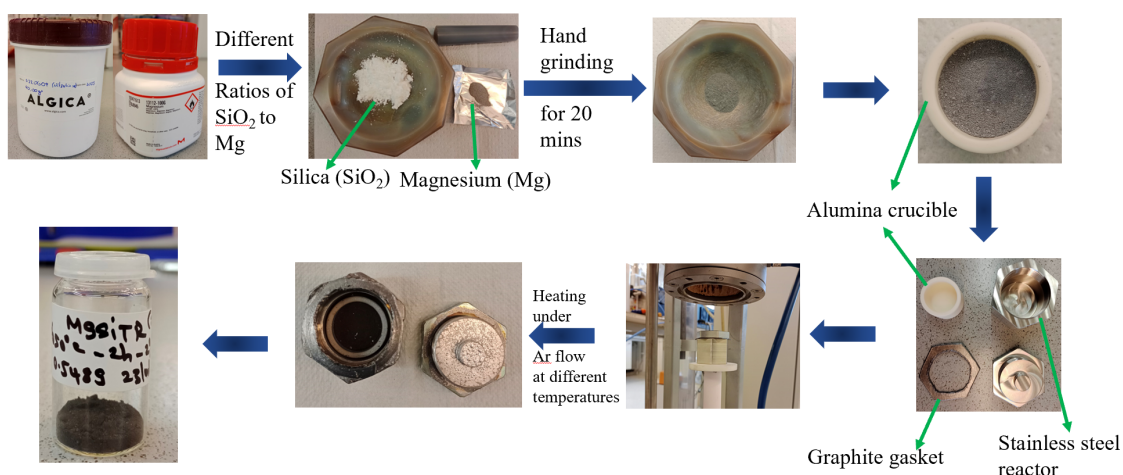 Different
Ratios of
SiO₂ to
Mg
ALGICA
Hand
grinding
for 20
mins
Silica (SiO₂)
Magnesium (Mg)
Alumina crucible
Heating
under
Ar flow
at different
temperatures
MgSiTR
Graphite gasket
Stainless steel
reactor